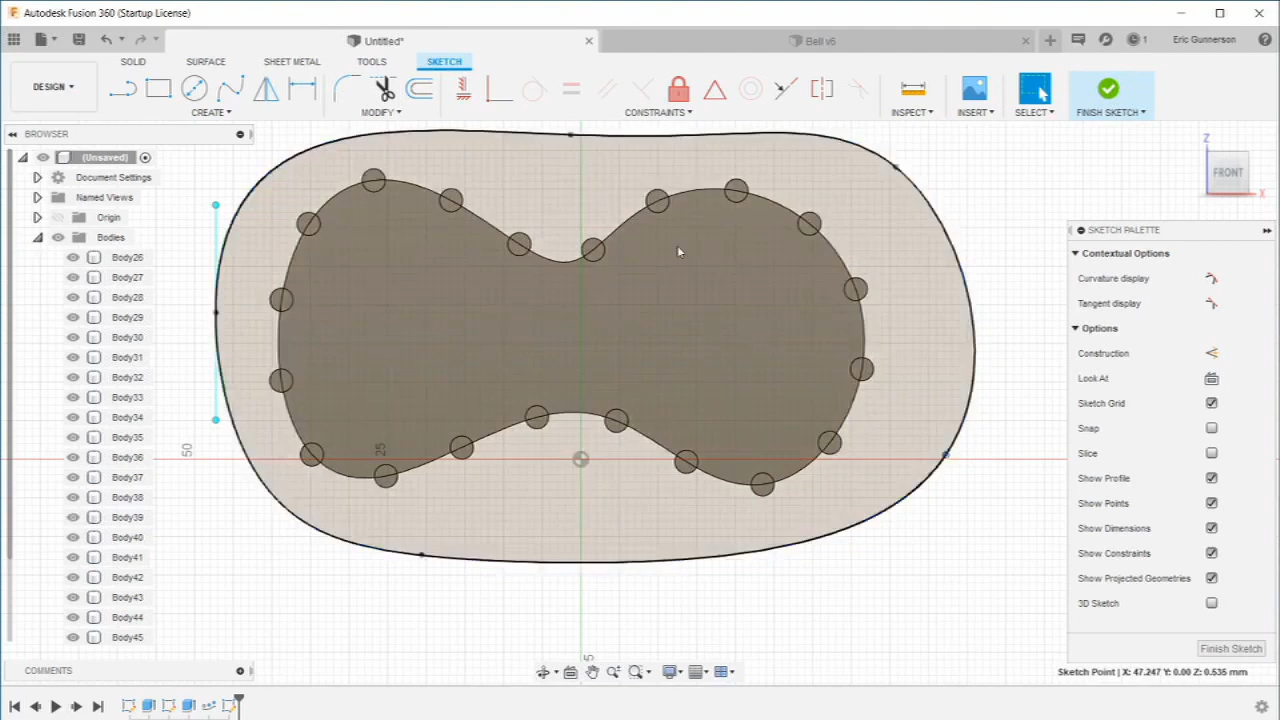 Autodesk Fusion 360 (Startup License)
Untitled*
Bell v6
1
Eric Gunnerson
DESIGN
SOLID
SURFACE
SHEET METAL
TOOLS
SKETCH
CREATE
MODIFY
CONSTRAINTS
INSPECT
INSERT
SELECT
FINISH SKETCH
BROWSER
(Unsaved)
Document Settings
Named Views
Origin
Bodies
Body26
Body27
Body28
Body29
Body30
Body31
Body32
Body33
Body34
Body35
Body36
Body37
Body38
Body39
Body40
Body41
Body42
Body43
Body44
Body45
50
25
5
Z
FRONT
X
SKETCH PALETTE
Contextual Options
Curvature display
Tangent display
Options
Construction
Look At
Sketch Grid
Snap
Slice
Show Profile
Show Points
Show Dimensions
Show Constraints
Show Projected Geometries
3D Sketch
Finish Sketch
COMMENTS
Sketch Point | X: 47.247 Y: 0.00 Z: 0.535 mm